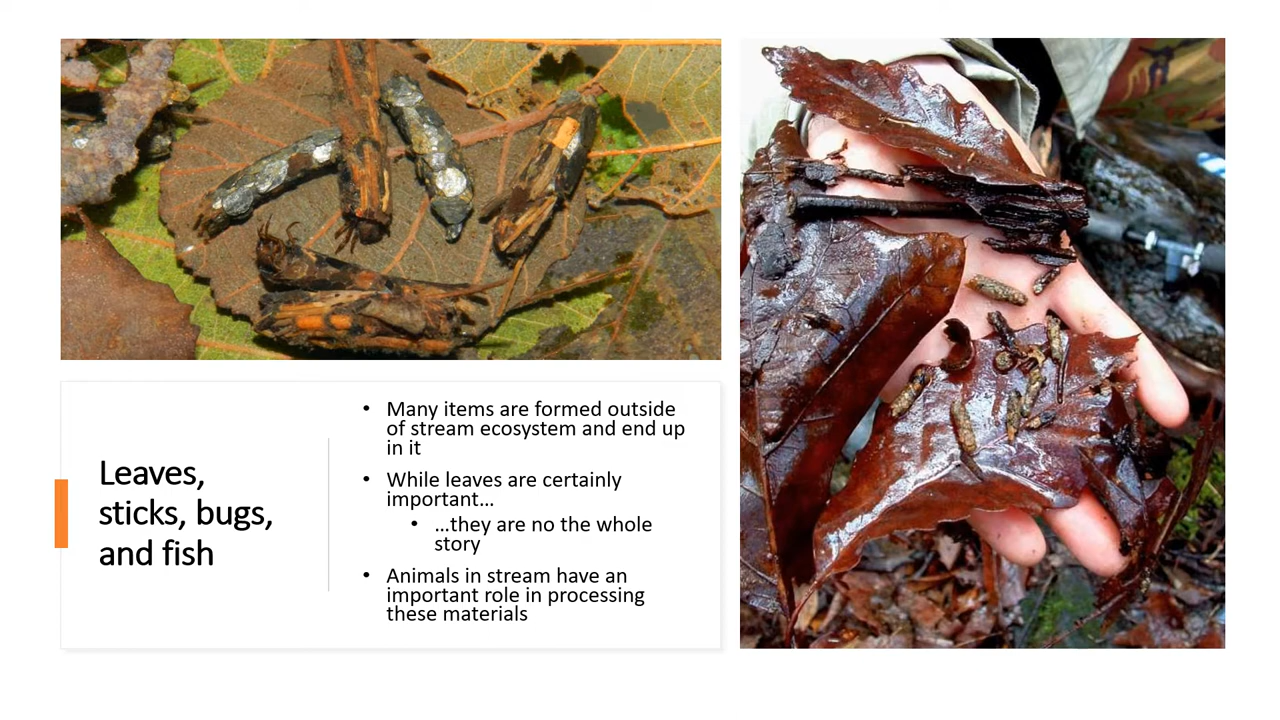 Leaves,
sticks, bugs,
and fish
• Many items are formed outside
of stream ecosystem and end up
in it
• While leaves are certainly
important…
• …they are no the whole
story
• Animals in stream have an
important role in processing
these materials